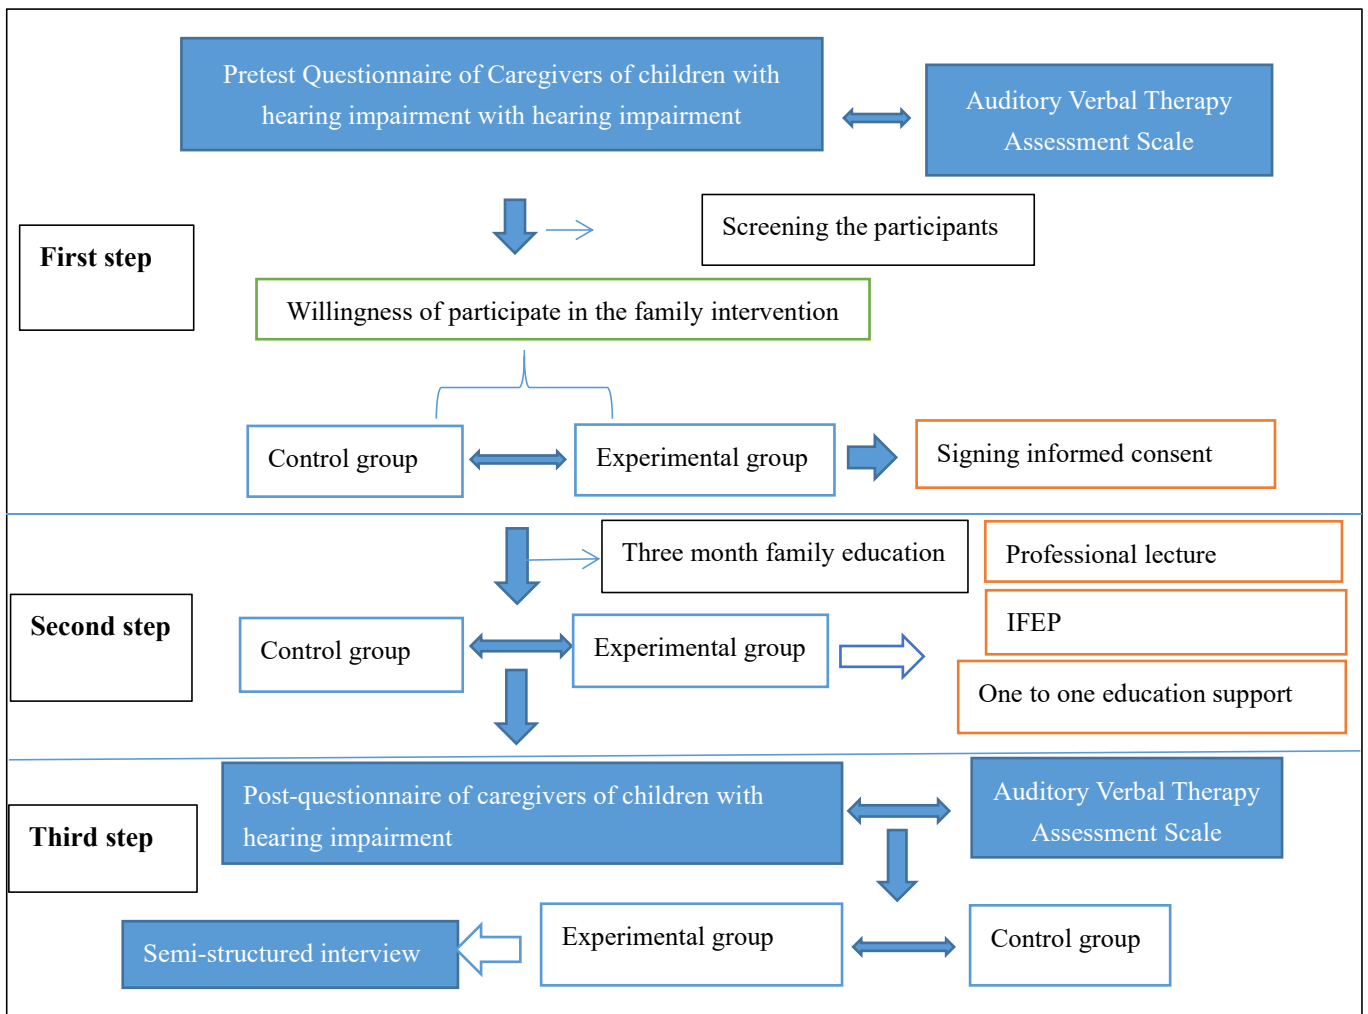 Pretest Questionnaire of Caregivers of children with
hearing impairment with hearing impairment
Auditory Verbal Therapy
Assessment Scale
Screening the participants
First step
Willingness of participate in the family intervention
Control group
Experimental group
Signing informed consent
Three month family education
Professional lecture
IFEP
Second step
Control group
Experimental group
One to one education support
Post-questionnaire of caregivers of children with
hearing impairment
Auditory Verbal Therapy
Assessment Scale
Third step
Semi-structured interview
Experimental group
Control group